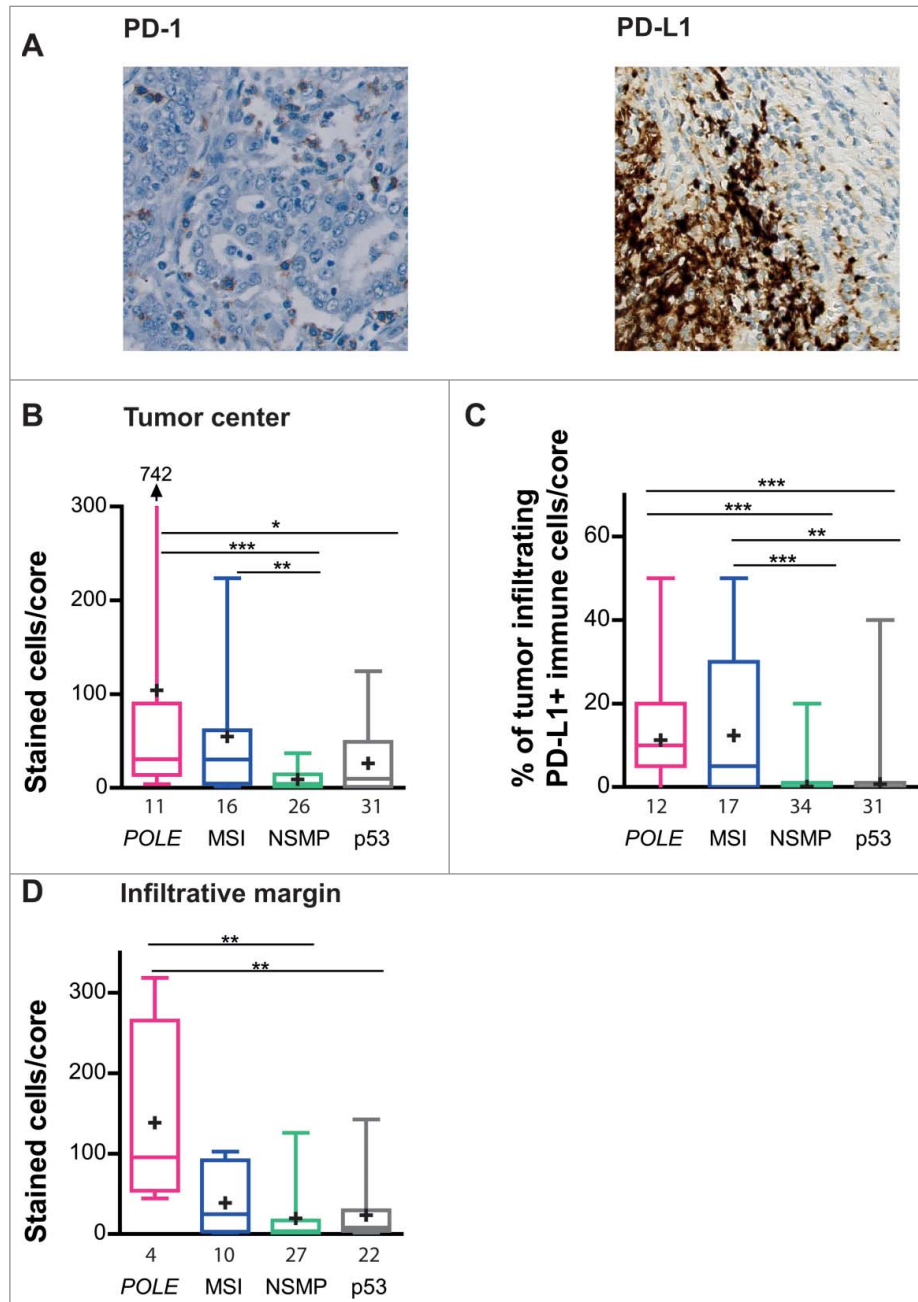 A
PD-1
PD-L1
B
Tumor center
742
300
200
100
0
Stained cells/core
*
***
**
11 16 26 31
POLE MSI NSMP p53
C
% of tumor infiltrating
PD-L1+ immune cells/core
60
40
20
0
***
***
**
***
12 17 34 31
POLE MSI NSMP p53
D
Infiltrative margin
Stained cells/core
300
200
100
0
**
**
4 10 27 22
POLE MSI NSMP p53